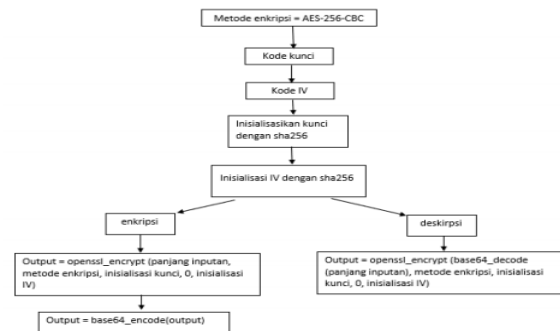 Metode enkripsi = AES-256-CBC
Kode kunci
Kode IV
Inisialisasikan kunci
dengan sha256
Inisialisasi IV dengan sha256
enkripsi
deskirpsi
Output = openssl_encrypt (panjang inputan,
metode enkripsi, inisialisasi kunci, 0, inisialisasi
IV)
Output = openssl_encrypt (base64_decode
(panjang inputan), metode enkripsi, inisialisasi
kunci, 0, inisialisasi IV)
Output = base64_encode(output)